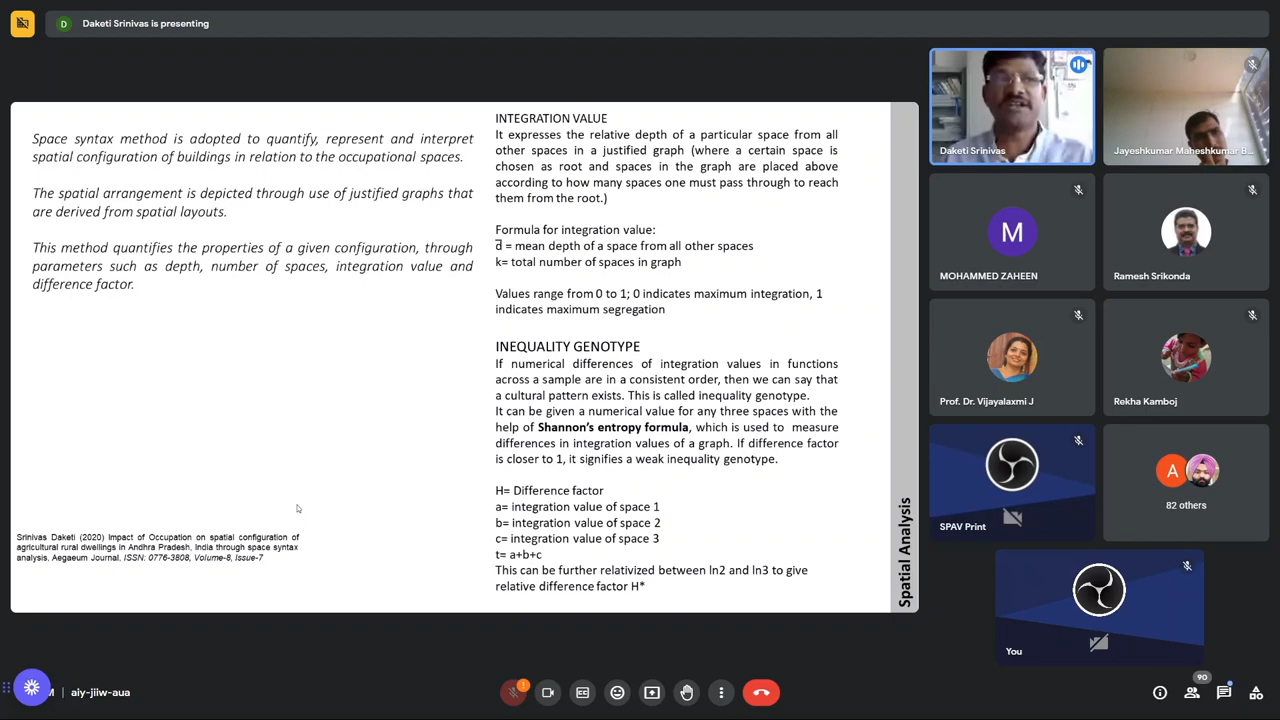 Daketi Srinivas is presenting
D
Space syntax method is adopted to quantify, represent and interpret
spatial configuration of buildings in relation to the occupational spaces.
The spatial arrangement is depicted through use of justified graphs that
are derived from spatial layouts.
This method quantifies the properties of a given configuration, through
parameters such as depth, number of spaces, integration value and
difference factor.
Srinivas Daketi (2020) Impact of Occupation on spatial configuration of
agricultural rural dwellings in Andhra Pradesh, India through space syntax
analysis. Aegaeum Journal. ISSN: 0776-3808, Volume-8, Issue-7
INTEGRATION VALUE
It expresses the relative depth of a particular space from all
other spaces in a justified graph (where a certain space is
chosen as root and spaces in the graph are placed above
according to how many spaces one must pass through to reach
them from the root.)
Formula for integration value:
d̅ = mean depth of a space from all other spaces
k= total number of spaces in graph
Values range from 0 to 1; 0 indicates maximum integration, 1
indicates maximum segregation
INEQUALITY GENOTYPE
If numerical differences of integration values in functions
across a sample are in a consistent order, then we can say that
a cultural pattern exists. This is called inequality genotype.
It can be given a numerical value for any three spaces with the
help of Shannon's entropy formula, which is used to measure
differences in integration values of a graph. If difference factor
is closer to 1, it signifies a weak inequality genotype.
H= Difference factor
a= integration value of space 1
b= integration value of space 2
c= integration value of space 3
t= a+b+c
This can be further relativized between ln2 and ln3 to give
relative difference factor H*
Spatial Analysis
Daketi Srinivas
Jayeshkumar Maheshkumar B...
M
MOHAMMED ZAHEEN
Ramesh Srikonda
Prof. Dr. Vijayalaxmi J
Rekha Kamboj
SPAV Print
A
82 others
You
M | aiy-jiiw-aua
!
CC
90